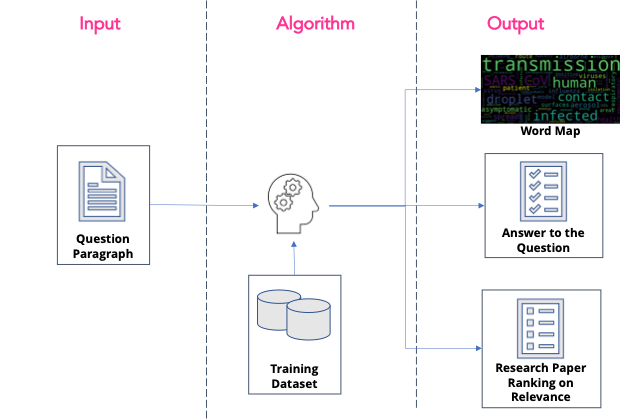 Input
Algorithm
Output
transmission
SARS CoV
viruses
human
patient
droplet
contact
surfaces aerosol
asymptomatic
infected
Word Map
Question
Paragraph
Answer to the
Question
Training
Dataset
Research Paper
Ranking on
Relevance